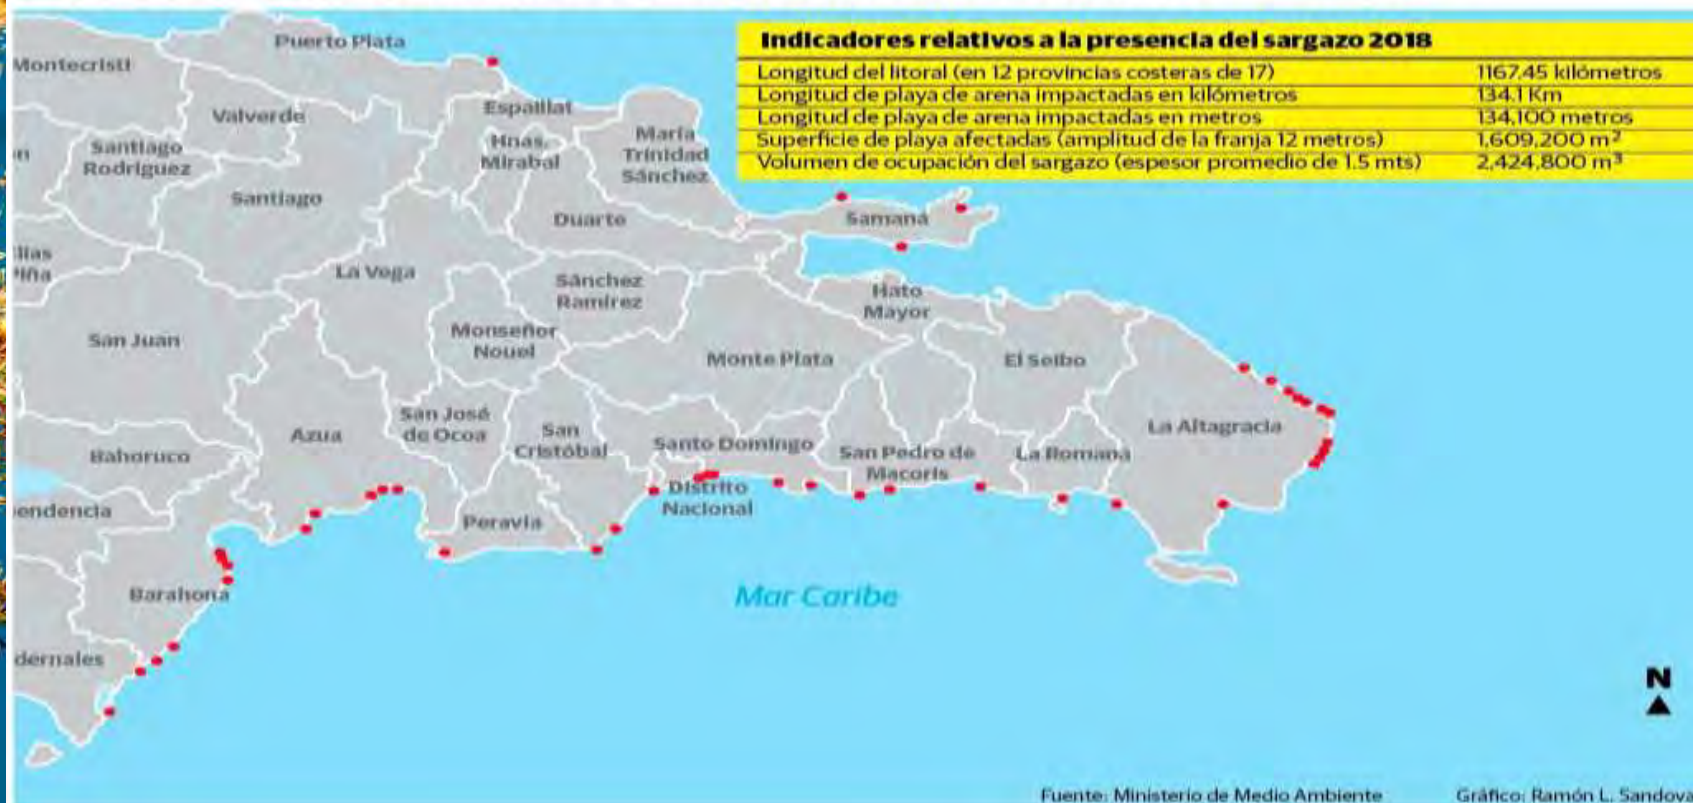 Indicadores relativos a la presencia del sargazo 2018
Longitud del litoral (en 12 provincias costeras de 17) 1167.45 kilómetros
Longitud de playa de arena impactadas en kilómetros 134.1 Km
Longitud de playa de arena impactadas en metros 134,100 metros
Superficie de playa afectadas (amplitud de la franja 12 metros) 1,609,200 m²
Volumen de ocupación del sargazo (espesor promedio de 1.5 mts) 2,424,800 m³
Puerto Plata
Montecristi
Espaillat
Valverde
María
Trinidad
Sánchez
Hnas.
Mirabal
Santiago
Rodríguez
Santiago
Duarte
Samaná
La Vega
Sánchez
Ramírez
Hato
Mayor
San Juan
Monseñor
Nouel
Monte Plata
El Seibo
San José
de Ocoa
Azua
San
Cristóbal
Santo Domingo
La Altagracia
Bahoruco
San Pedro de
Macorís
La Romana
Distrito
Nacional
endencia
Peravia
Barahona
Mar Caribe
dernales
N
Fuente: Ministerio de Medio Ambiente
Gráfico: Ramón L. Sandova